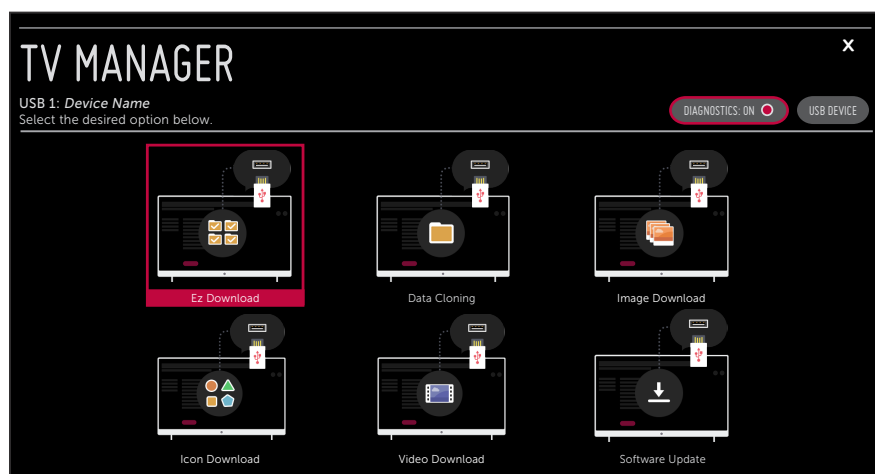 X
TV MANAGER
USB 1: Device Name
Select the desired option below.
DIAGNOSTICS: ON
USB DEVICE
Ez Download
Data Cloning
Image Download
Icon Download
Video Download
Software Update